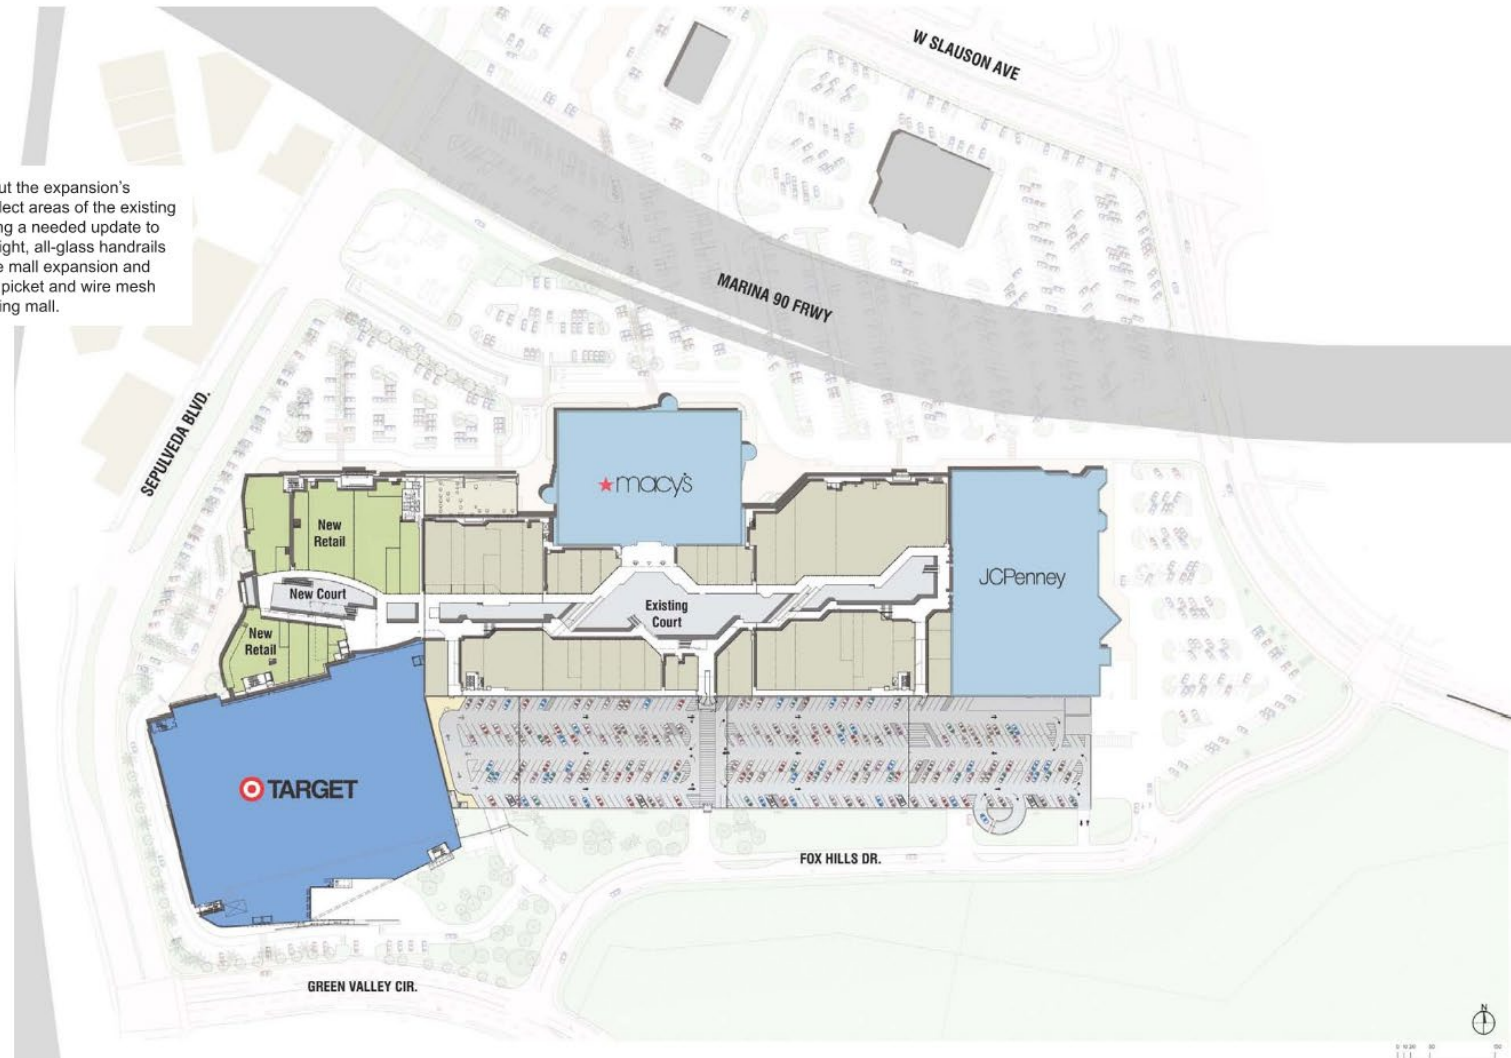 W SLAUSON AVE
ut the expansion's
lect areas of the existing
ng a needed update to
ight, all-glass handrails
e mall expansion and
picket and wire mesh
ing mall.
MARINA 90 FRWY
SEPULVEDA BLVD.
macy's
New
Retail
JCPenney
New Court
Existing
Court
New
Retail
TARGET
FOX HILLS DR.
GREEN VALLEY CIR.
N